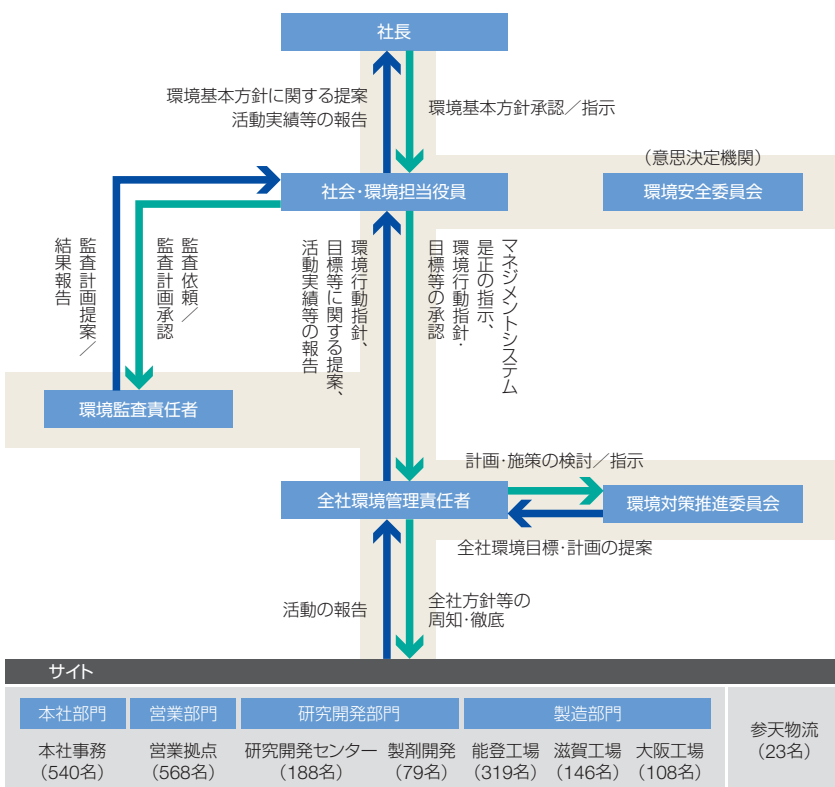 社長
環境基本方針に関する提案
活動実績等の報告
環境基本方針承認／指示
（意思決定機関）
社会・環境担当役員
環境安全委員会
監査計画提案／
結果報告
監査依頼／
監査計画承認
環境行動指針、
目標等に関する提案、
活動実績等の報告
マネジメントシステム
是正の指示、
環境行動指針・
目標等の承認
環境監査責任者
計画・施策の検討／指示
全社環境管理責任者
環境対策推進委員会
全社環境目標・計画の提案
活動の報告
全社方針等の
周知・徹底
サイト
本社部門 営業部門 研究開発部門 製造部門
本社事務 営業拠点 研究開発センター 製剤開発 能登工場 滋賀工場 大阪工場
（540名） （568名） （188名） （79名） （319名） （146名） （108名）
参天物流
（23名）